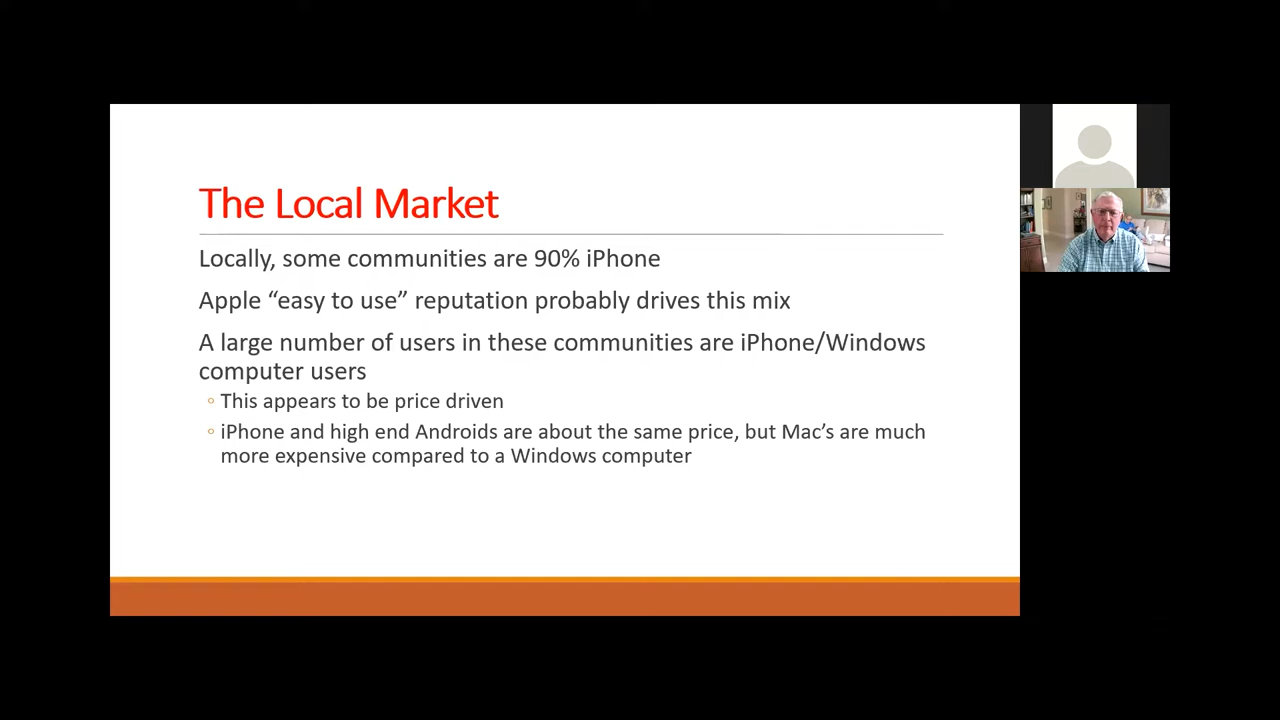 The Local Market
Locally, some communities are 90% iPhone
Apple “easy to use” reputation probably drives this mix
A large number of users in these communities are iPhone/Windows
computer users
◦ This appears to be price driven
◦ iPhone and high end Androids are about the same price, but Mac’s are much
more expensive compared to a Windows computer